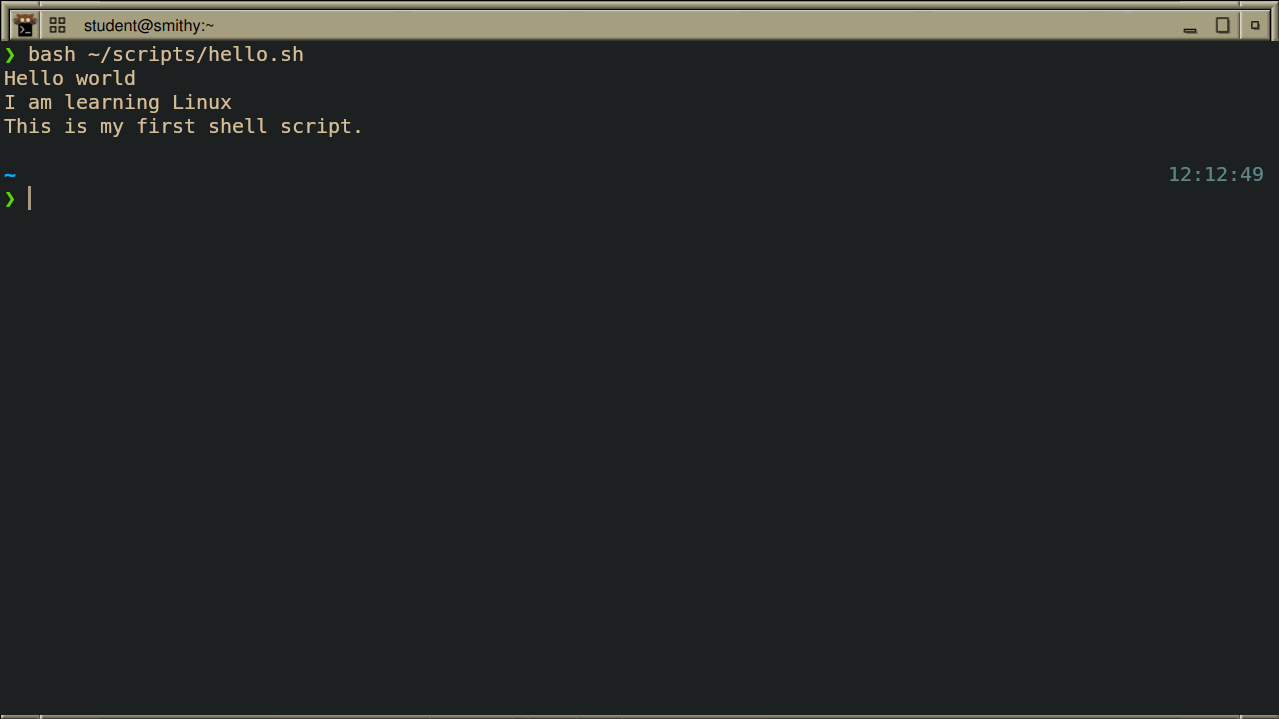 student@smithy:~
❯ bash ~/scripts/hello.sh
Hello world
I am learning Linux
This is my first shell script.
~ 12:12:49
❯